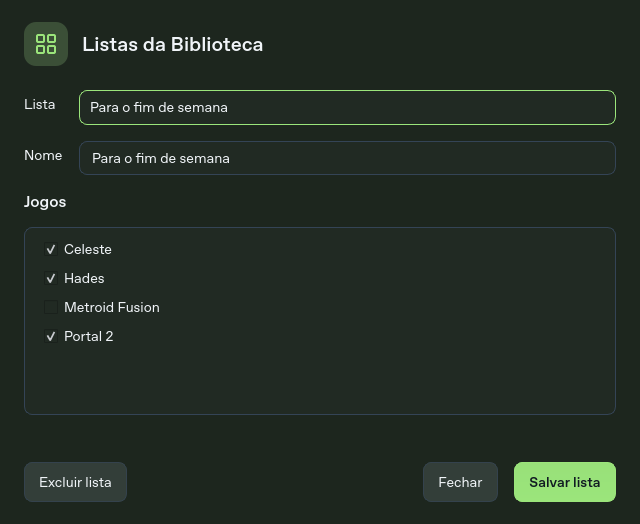 Listas da Biblioteca
Lista
Para o fim de semana
Nome
Para o fim de semana
Jogos
Celeste
Hades
Metroid Fusion
Portal 2
Excluir lista
Fechar
Salvar lista